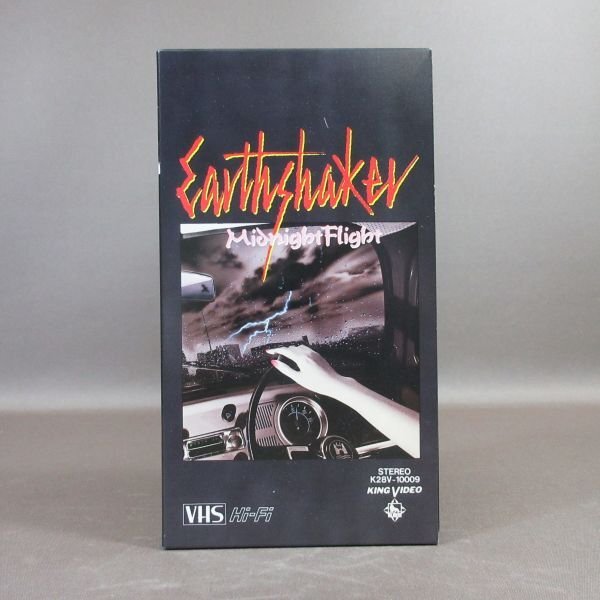 Earthshaker
Midnight Flight
STEREO
K28V-10009
KING VIDEO
VHS Hi-Fi